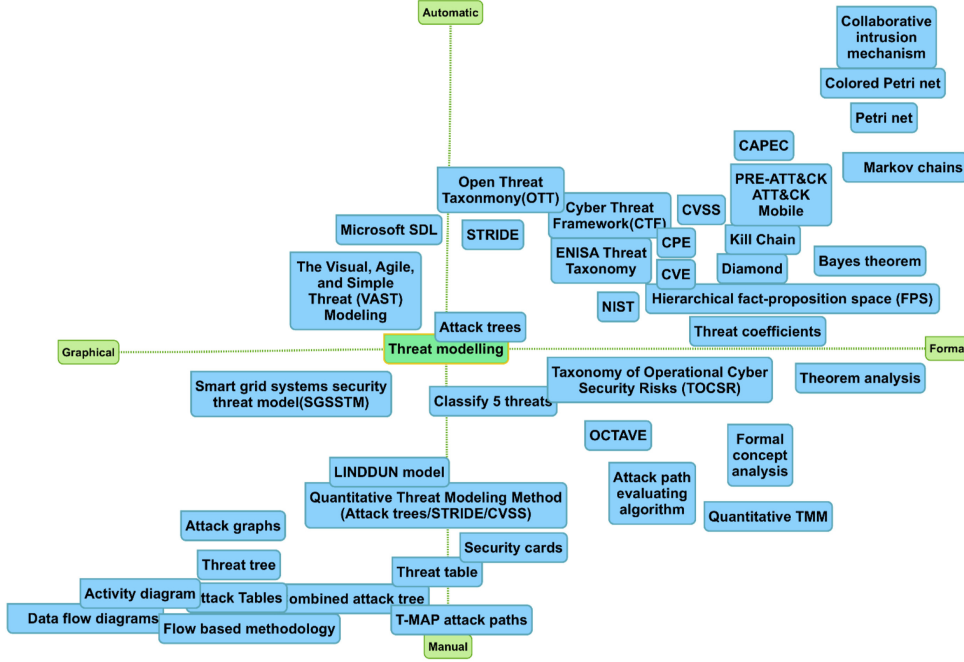 Automatic
Collaborative
intrusion
mechanism
Colored Petri net
Petri net
CAPEC
Markov chains
Open Threat
Taxonmony(OTT)
PRE-ATT&CK
ATT&CK
Mobile
Cyber Threat
Framework(CTF)
CVSS
Microsoft SDL
STRIDE
Kill Chain
CPE
ENISA Threat
Taxonomy
Bayes theorem
Diamond
CVE
The Visual, Agile,
and Simple
Threat (VAST)
Modeling
Hierarchical fact-proposition space (FPS)
NIST
Attack trees
Threat coefficients
Graphical
Threat modelling
Forma
Taxonomy of Operational Cyber
Security Risks (TOCSR)
Theorem analysis
Smart grid systems security
threat model(SGSSTM)
Classify 5 threats
OCTAVE
Formal
concept
analysis
LINDDUN model
Attack path
evaluating
algorithm
Quantitative Threat Modeling Method
(Attack trees/STRIDE/CVSS)
Quantitative TMM
Attack graphs
Security cards
Threat tree
Threat table
Activity diagram
ttack Tables
ombined attack tree
Data flow diagrams
Flow based methodology
T-MAP attack paths
Manual